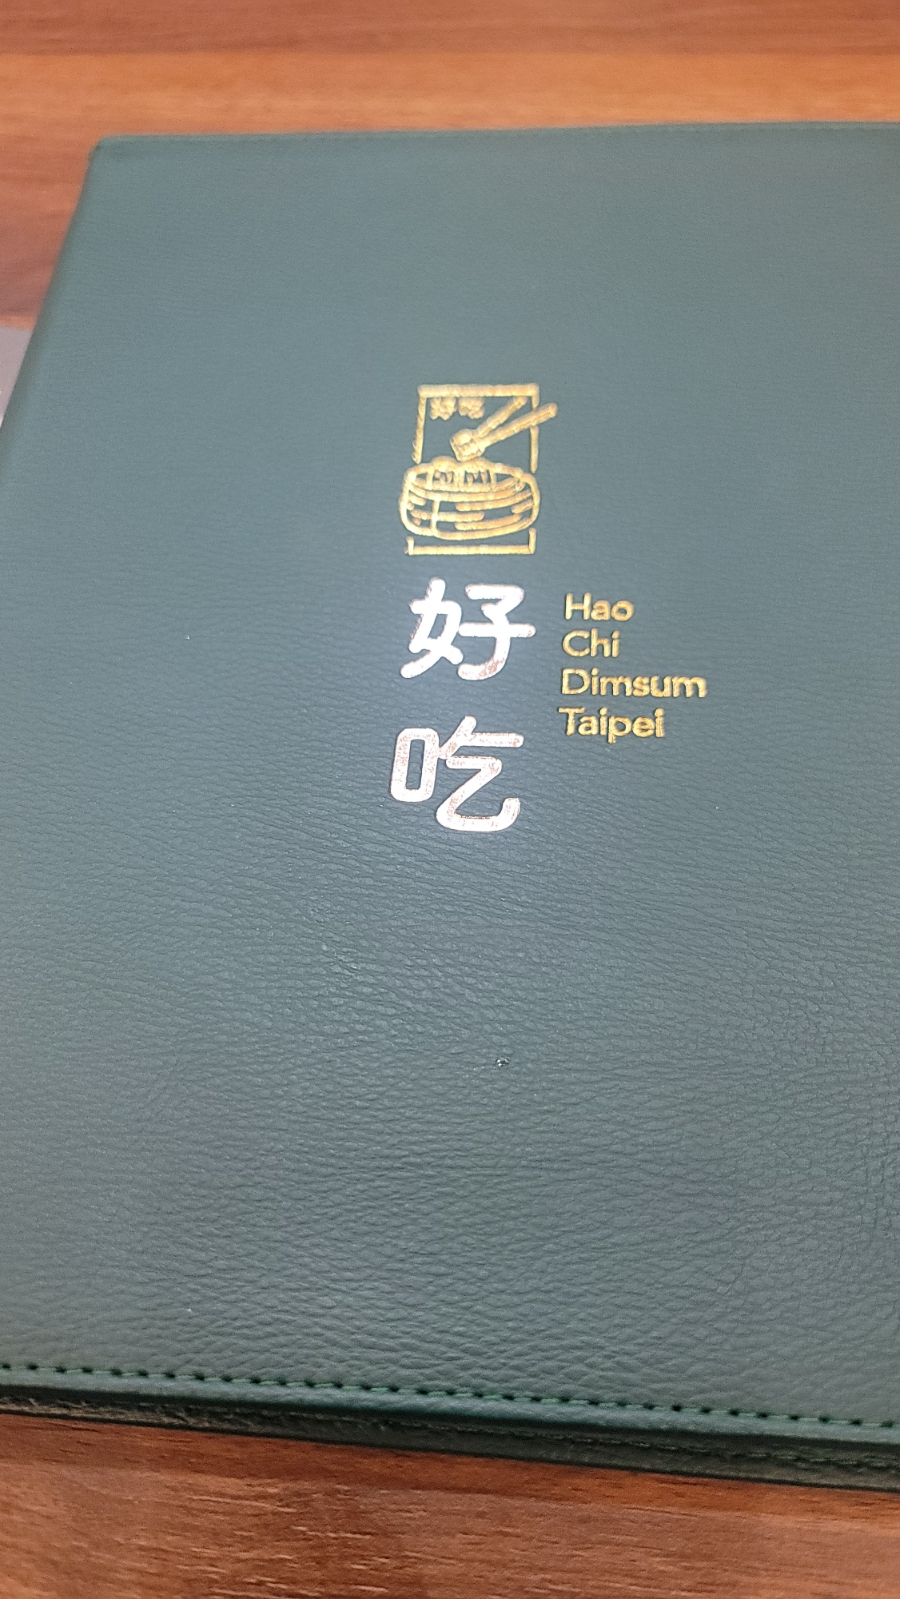 好吃
好
吃
Hao
Chi
Dimsum
Taipei